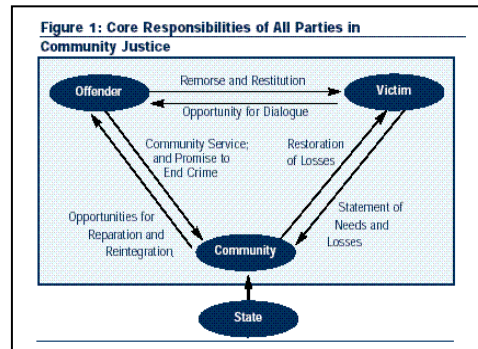 Figure 1: Core Responsibilities of All Parties in
Community Justice
Offender
Remorse and Restitution
Victim
Opportunity for Dialogue
Community Service;
and Promise to
End Crime
Restoration
of Losses
Opportunities for
Reparation and
Reintegration
Statement of
Needs and
Losses
Community
State